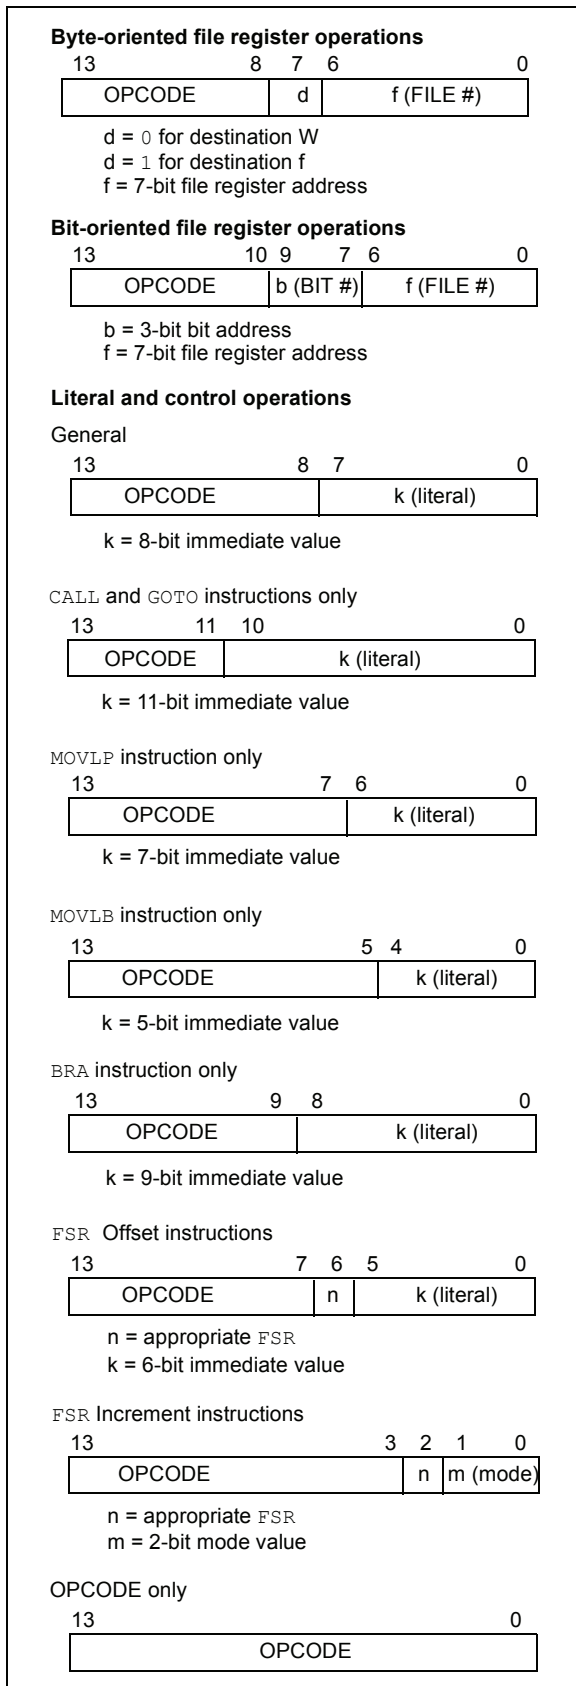 Byte-oriented file register operations
13 8 7 6 0
OPCODE d f (FILE #)
d = 0 for destination W
d = 1 for destination f
f = 7-bit file register address
Bit-oriented file register operations
13 10 9 7 6 0
OPCODE b (BIT #) f (FILE #)
b = 3-bit bit address
f = 7-bit file register address
Literal and control operations
General
13 8 7 0
OPCODE k (literal)
k = 8-bit immediate value
CALL and GOTO instructions only
13 11 10 0
OPCODE k (literal)
k = 11-bit immediate value
MOVLP instruction only
13 7 6 0
OPCODE k (literal)
k = 7-bit immediate value
MOVLB instruction only
13 5 4 0
OPCODE k (literal)
k = 5-bit immediate value
BRA instruction only
13 9 8 0
OPCODE k (literal)
k = 9-bit immediate value
FSR Offset instructions
13 7 6 5 0
OPCODE n k (literal)
n = appropriate FSR
k = 6-bit immediate value
FSR Increment instructions
13 3 2 1 0
OPCODE n m (mode)
n = appropriate FSR
m = 2-bit mode value
OPCODE only
13 0
OPCODE